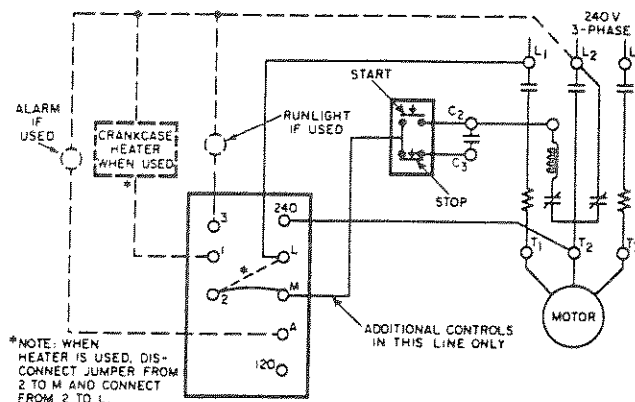 240V
3-PHASE
L1
L2
L
START
ALARM
IF
USED
CRANKCASE
HEATER
WHEN USED
*
RUNLIGHT
IF USED
C2
C3
STOP
3
240
1
L
*
2
M
A
120
T1
T2
T
MOTOR
ADDITIONAL CONTROLS
IN THIS LINE ONLY
*NOTE: WHEN
HEATER IS USED, DIS-
CONNECT JUMPER FROM
2 TO M AND CONNECT
FROM 2 TO L